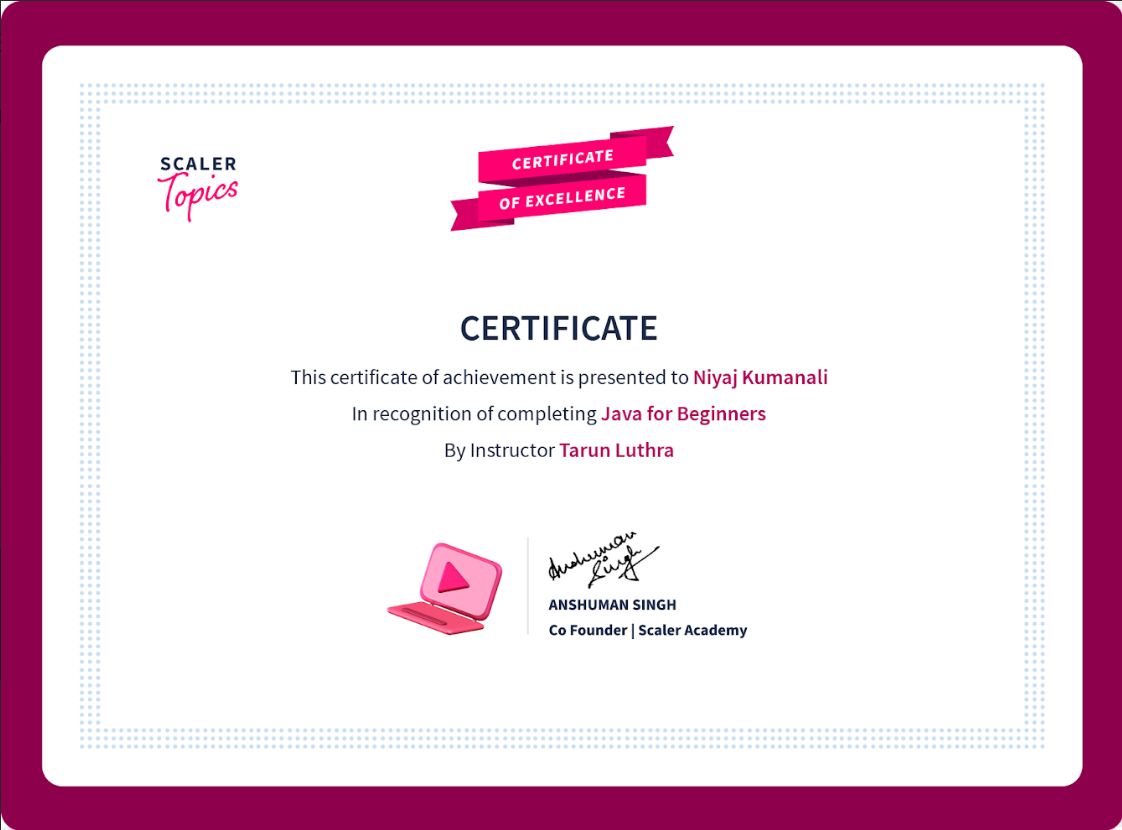 SCALER
Topics
CERTIFICATE
OF EXCELLENCE
CERTIFICATE
This certificate of achievement is presented to Niyaj Kumanali
In recognition of completing Java for Beginners
By Instructor Tarun Luthra
Anshuman
Singh
ANSHUMAN SINGH
Co Founder | Scaler Academy